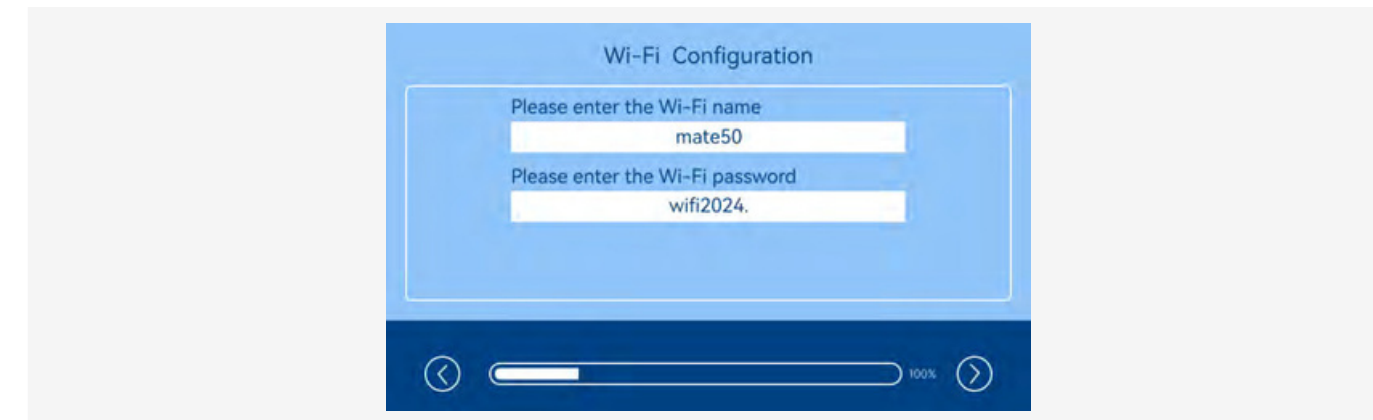 Wi-Fi Configuration
Please enter the Wi-Fi name
mate50
Please enter the Wi-Fi password
wifi2024.
100%